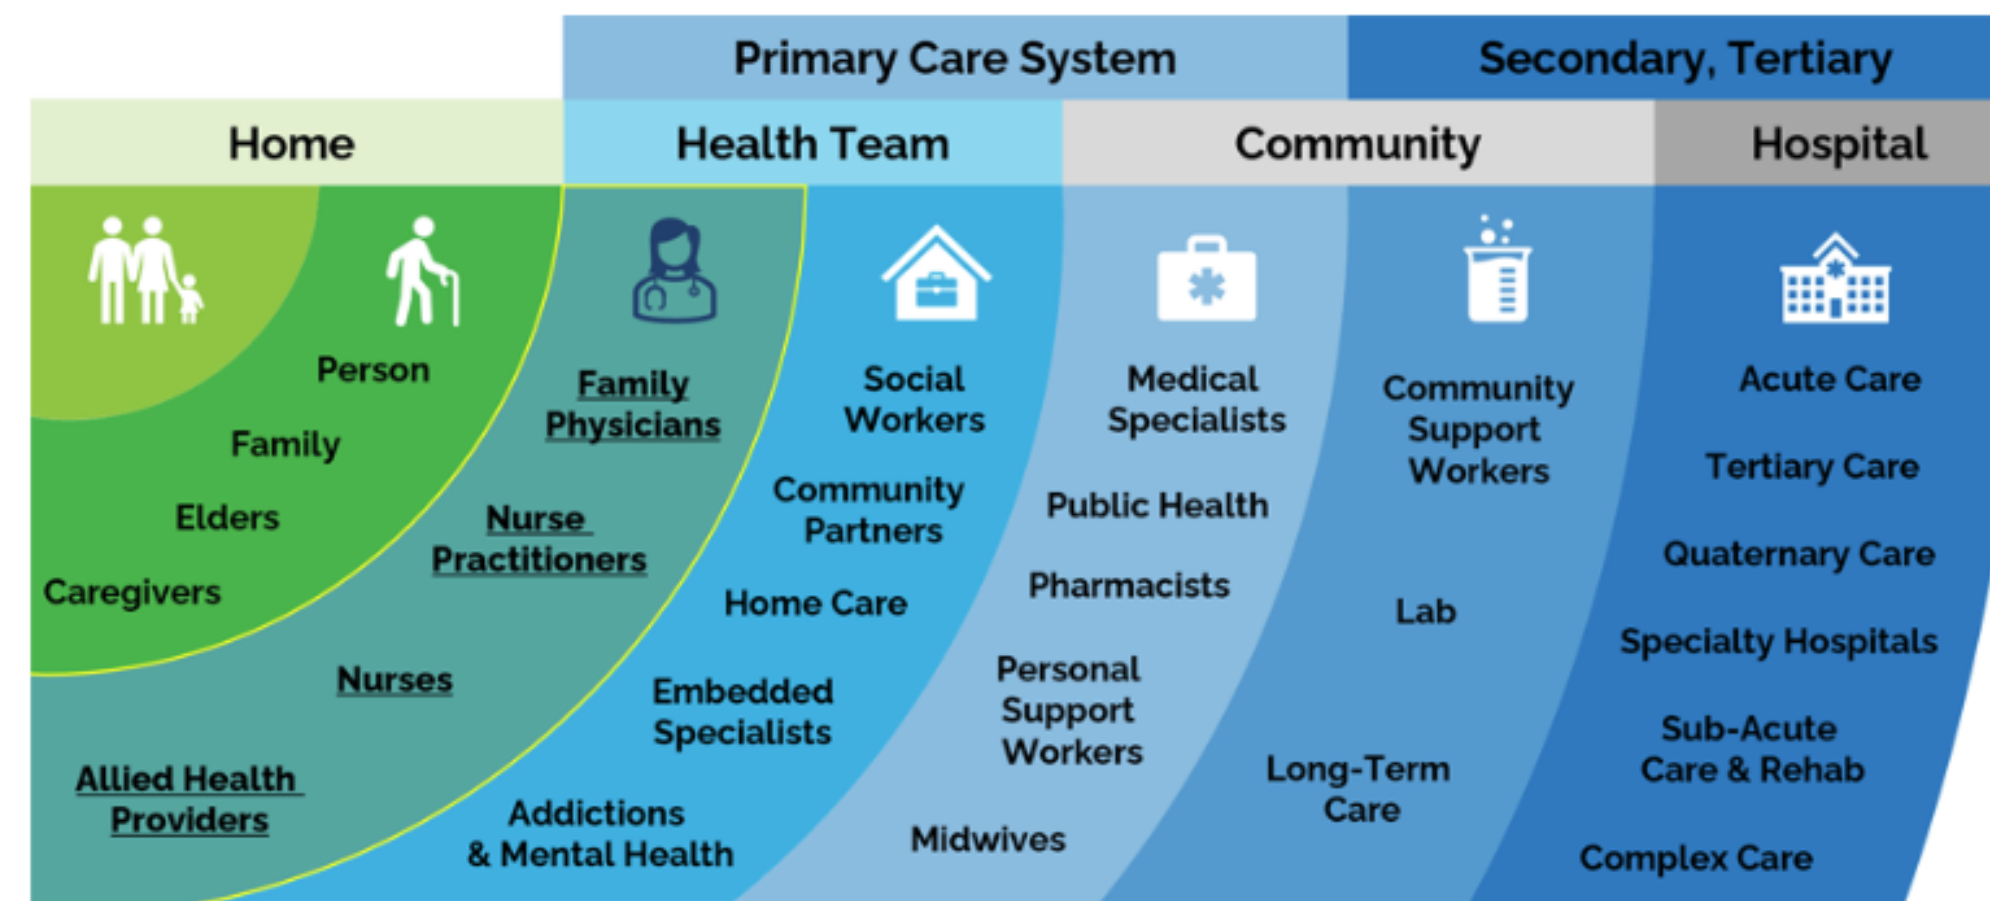 Primary Care System
Secondary, Tertiary
Home
Health Team
Community
Hospital
Person
Family
Elders
Caregivers
Family
Physicians
Nurse
Practitioners
Nurses
Allied Health
Providers
Social
Workers
Community
Partners
Home Care
Embedded
Specialists
Addictions
& Mental Health
Medical
Specialists
Public Health
Pharmacists
Personal
Support
Workers
Midwives
Community
Support
Workers
Lab
Long-Term
Care
Acute Care
Tertiary Care
Quaternary Care
Specialty Hospitals
Sub-Acute
Care & Rehab
Complex Care